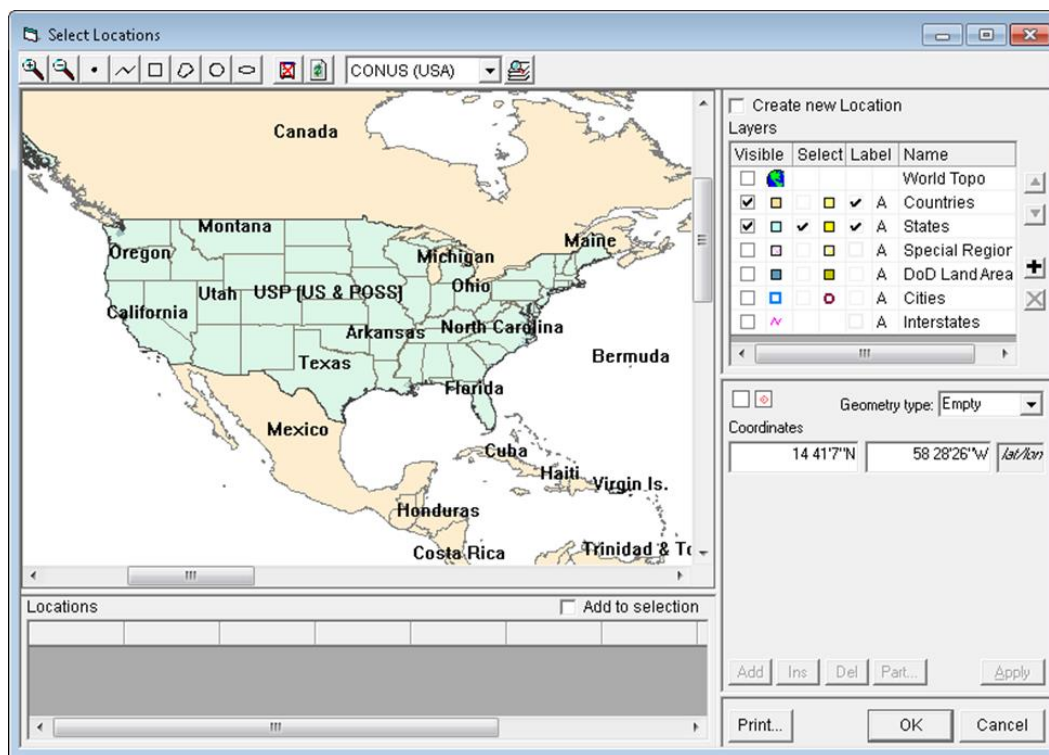 Select Locations
CONUS (USA)
Canada
Montana
Maine
Oregon
Michigan
Utah
USP [US & POSS]
Ohio
California
Arkansas
North Carolina
Texas
Bermuda
Florida
Mexico
Cuba
Haiti
Virgin Is.
Honduras
Costa Rica
Trinidad & To
Create new Location
Layers
Visible Select Label Name
World Topo
Countries
A States
A Special Region
A DoD Land Area
A Cities
A Interstates
Geometry type: Empty
Coordinates
14 41'7"N 58 28'26"W lat/lon
Locations
Add to selection
Add Ins Del Part... Apply
Print... OK Cancel